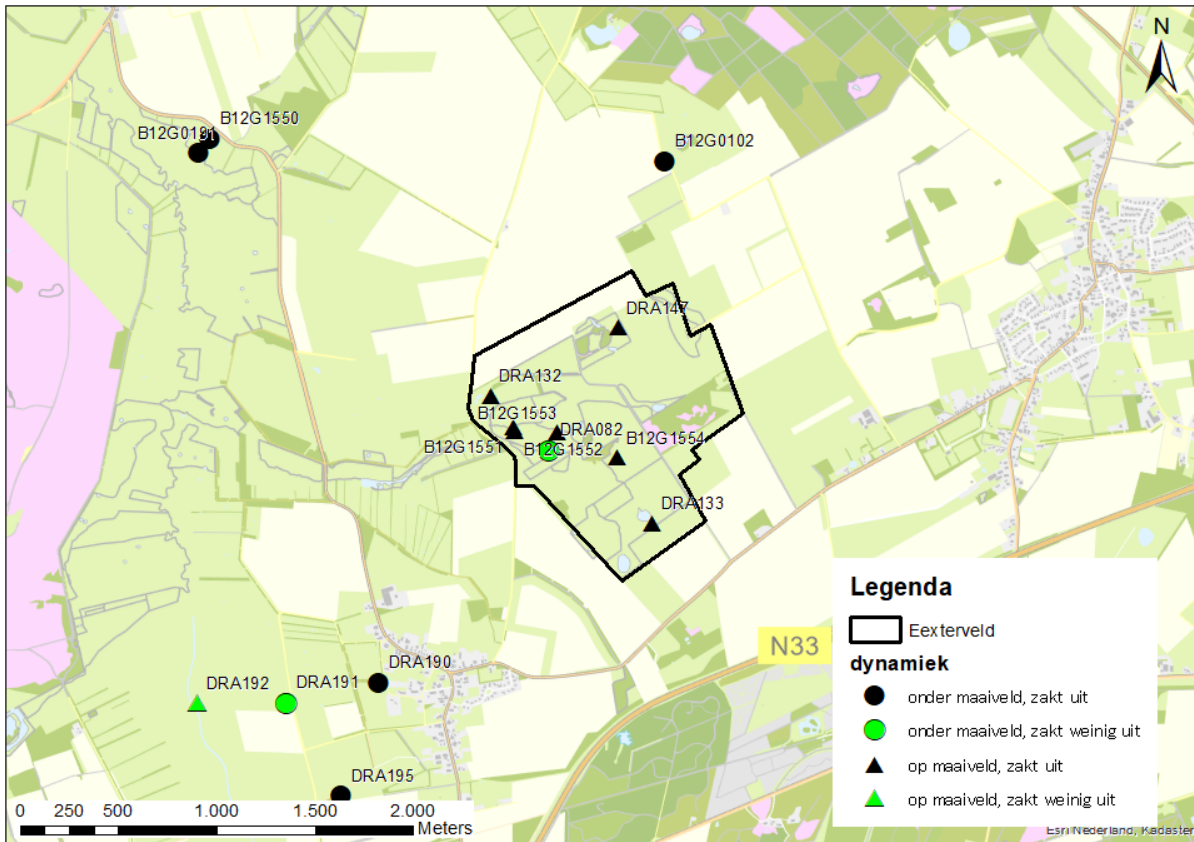 N
B12G1550
B12G0191
B12G0102
DRA147
DRA132
B12G1553
DRA082
B12G1551
B12G1552
B12G1554
DRA133
DRA190
DRA192
DRA191
DRA195
N33
Legenda
Eexterveld
dynamiek
onder maaiveld, zakt uit
onder maaiveld, zakt weinig uit
op maaiveld, zakt uit
op maaiveld, zakt weinig uit
0 250 500 1.000 1.500 2.000
Meters
Esri Nederland, Kadaster